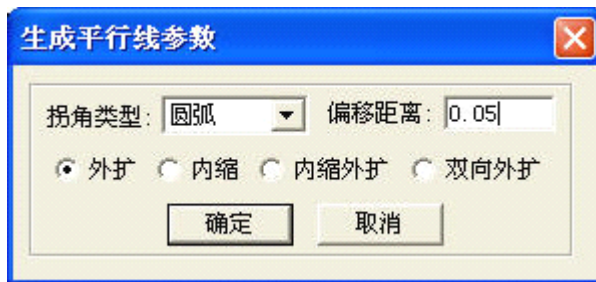 生成平行线参数
拐角类型: 圆弧 偏移距离: 0.05
外扩 内缩 内缩外扩 双向外扩
确定 取消